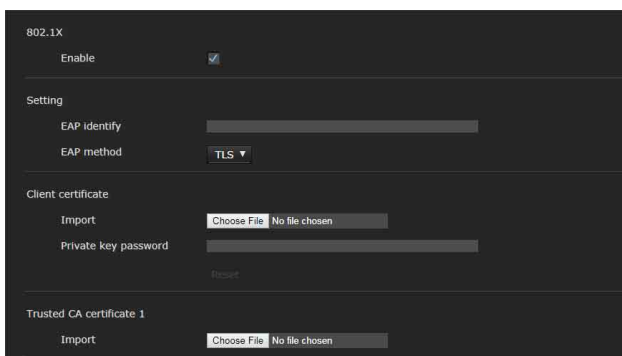 802.1X
Enable
Setting
EAP identify
EAP method TLS ▼
Client certificate
Import Choose File No file chosen
Private key password
Reset
Trusted CA certificate 1
Import Choose File No file chosen